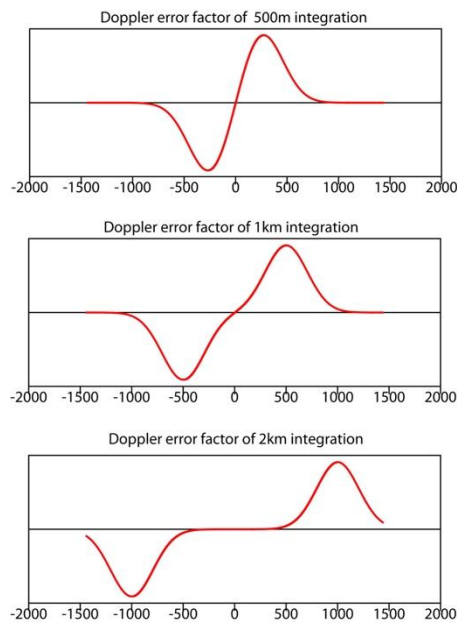 Doppler error factor of 500m integration
-2000 -1500 -1000 -500 0 500 1000 1500 2000
Doppler error factor of 1km integration
-2000 -1500 -1000 -500 0 500 1000 1500 2000
Doppler error factor of 2km integration
-2000 -1500 -1000 -500 0 500 1000 1500 2000